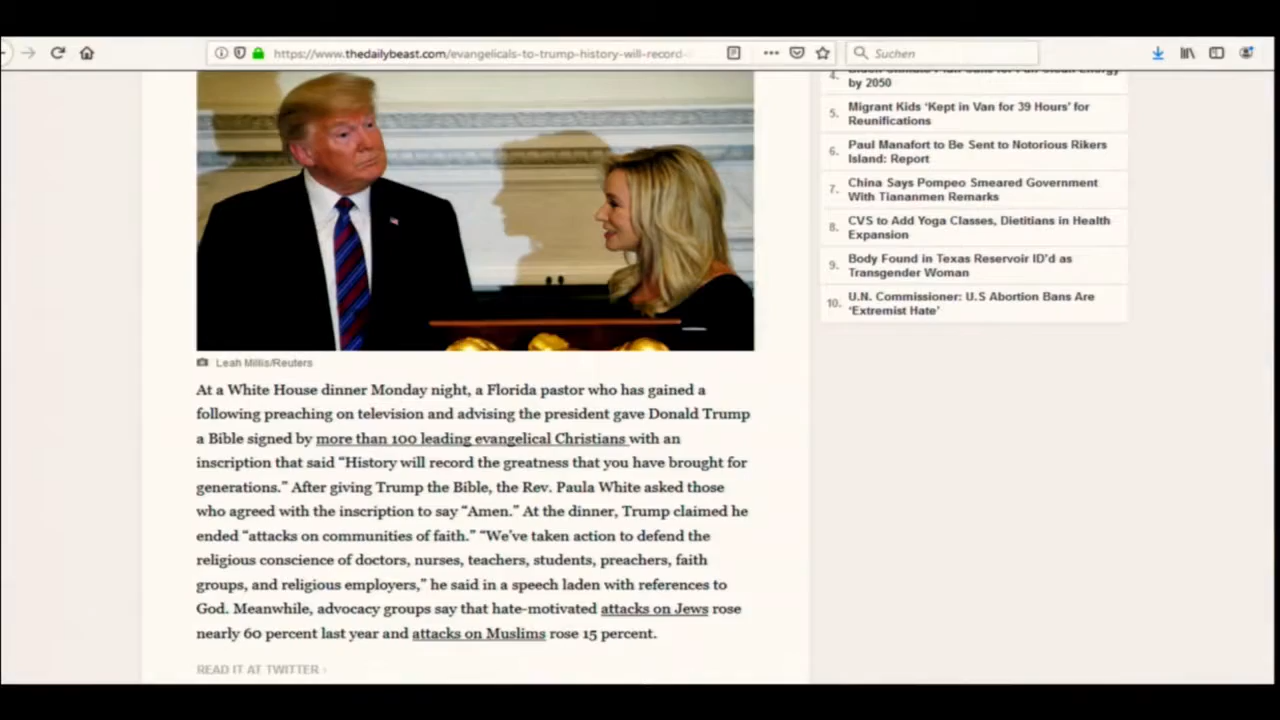 https://www.thedailybeast.com/evangelicals-to-trump-history-will-record-
Suchen
4.
by 2050
5. Migrant Kids ‘Kept in Van for 39 Hours’ for
Reunifications
6. Paul Manafort to Be Sent to Notorious Rikers
Island: Report
7. China Says Pompeo Smeared Government
With Tiananmen Remarks
8. CVS to Add Yoga Classes, Dietitians in Health
Expansion
9. Body Found in Texas Reservoir ID'd as
Transgender Woman
10. U.N. Commissioner: U.S Abortion Bans Are
‘Extremist Hate’
Leah Millis/Reuters
At a White House dinner Monday night, a Florida pastor who has gained a
following preaching on television and advising the president gave Donald Trump
a Bible signed by more than 100 leading evangelical Christians with an
inscription that said “History will record the greatness that you have brought for
generations.” After giving Trump the Bible, the Rev. Paula White asked those
who agreed with the inscription to say “Amen.” At the dinner, Trump claimed he
ended “attacks on communities of faith.” “We’ve taken action to defend the
religious conscience of doctors, nurses, teachers, students, preachers, faith
groups, and religious employers,” he said in a speech laden with references to
God. Meanwhile, advocacy groups say that hate-motivated attacks on Jews rose
nearly 60 percent last year and attacks on Muslims rose 15 percent.
READ IT AT TWITTER ›